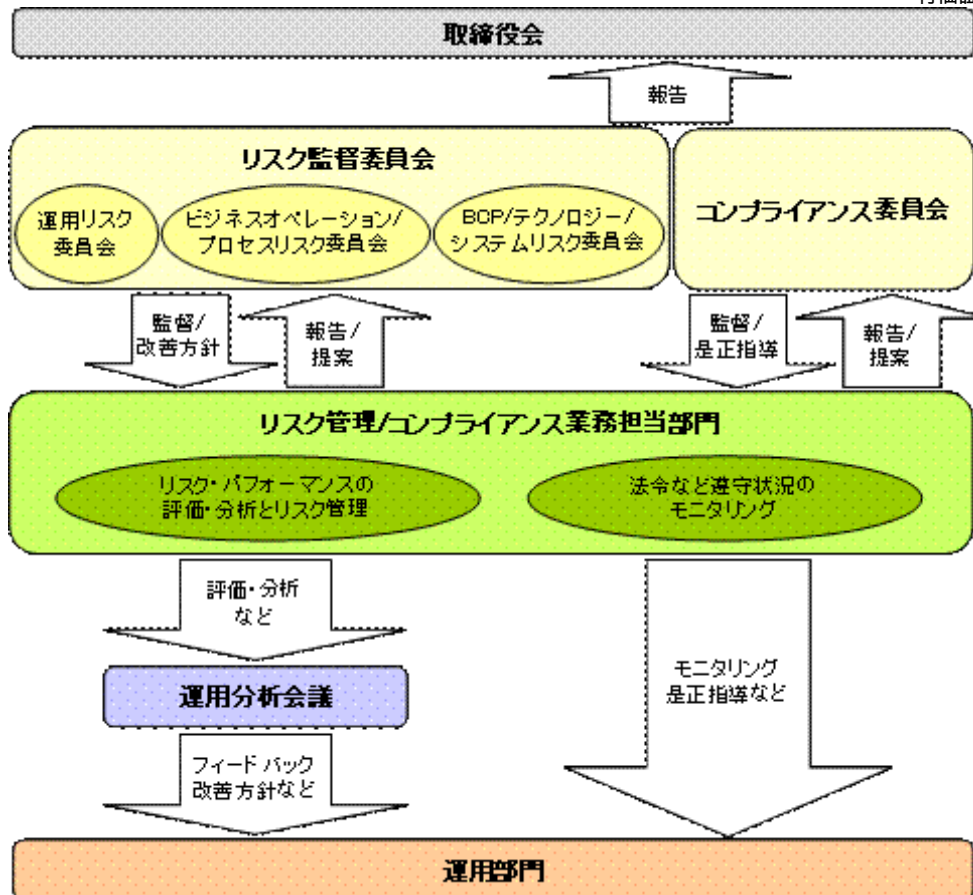 取締役会
報告
リスク監督委員会
運用リスク
委員会
ビジネスオペレーション/
プロセスリスク委員会
BCP/テクノロジー/
システムリスク委員会
コンプライアンス委員会
監督/
改善方針
報告/
提案
監督/
是正指導
報告/
提案
リスク管理/コンプライアンス業務担当部門
リスク・パフォーマンスの
評価・分析とリスク管理
法令など遵守状況の
モニタリング
評価・分析
など
運用分析会議
モニタリング
是正指導など
フィードバック
改善方針など
運用部門